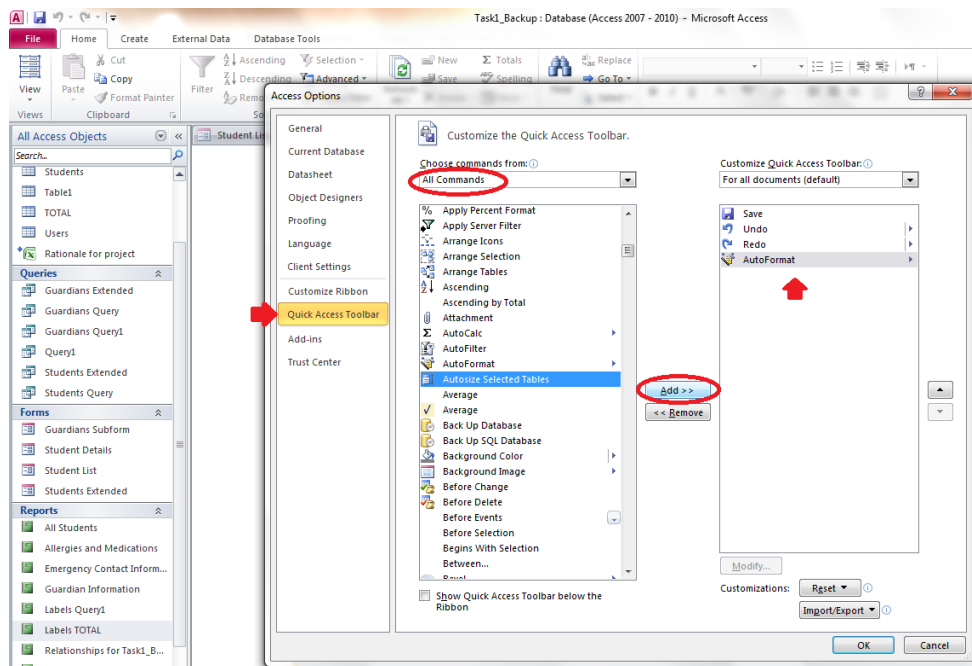 Task1_Backup : Database (Access 2007 - 2010) - Microsoft Access
File Home Create External Data Database Tools
View
Views
Paste
Cut
Copy
Format Painter
Clipboard
Filter
Ascending
Descending
Remo
So
Selection
Advanced
New
Save
Totals
Spelling
Replace
Go To
Access Options
All Access Objects
Search...
Students
Table1
TOTAL
Users
Rationale for project
Queries
Guardians Extended
Guardians Query
Guardians Query1
Query1
Students Extended
Students Query
Forms
Guardians Subform
Student Details
Student List
Students Extended
Reports
All Students
Allergies and Medications
Emergency Contact Inform...
Guardian Information
Labels Query1
Labels TOTAL
Relationships for Task1_B...
Student Lis
General
Current Database
Datasheet
Object Designers
Proofing
Language
Client Settings
Customize Ribbon
Quick Access Toolbar
Add-ins
Trust Center
Customize the Quick Access Toolbar.
Choose commands from:
All Commands
% Apply Percent Format
Apply Server Filter
Arrange Icons
Arrange Selection
Arrange Tables
Ascending
Ascending by Total
Attachment
Σ AutoCalc
AutoFilter
AutoFormat
Autosize Selected Tables
Average
Average
Back Up Database
Back Up SQL Database
Background Color
Background Image
Before Change
Before Delete
Before Events
Before Selection
Begins With Selection
Between...
Show Quick Access Toolbar below the
Ribbon
Add >>
<< Remove
Customize Quick Access Toolbar:
For all documents (default)
Save
Undo
Redo
AutoFormat
Modify...
Customizations: Reset
Import/Export
OK Cancel